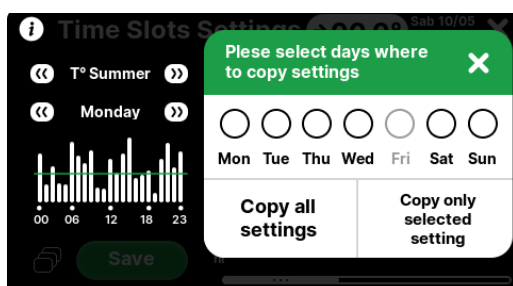 i Time Slots Settings
Sab 10/05
Plese select days where
to copy settings
T° Summer
Monday
Mon Tue Thu Wed Fri Sat Sun
00 06 12 18 23
Copy all
settings
Copy only
selected
setting
Save